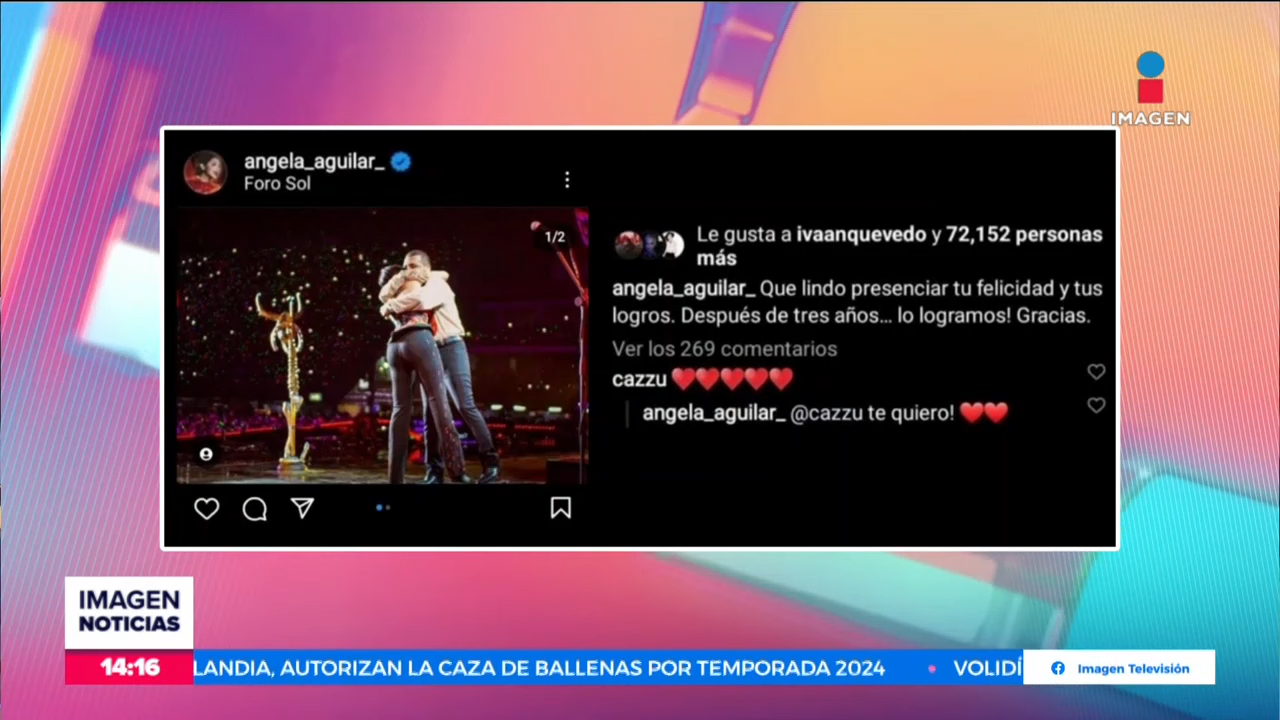 IMAGEN
angela_aguilar_
Foro Sol
1/2
Le gusta a ivaanquevedo y 72,152 personas
más
angela_aguilar_ Que lindo presenciar tu felicidad y tus
logros. Después de tres años... lo logramos! Gracias.
Ver los 269 comentarios
cazzu ❤️❤️❤️❤️❤️
angela_aguilar_ @cazzu te quiero! ❤️❤️
IMAGEN
NOTICIAS
14:16
LANDIA, AUTORIZAN LA CAZA DE BALLENAS POR TEMPORADA 2024 • VOLIDÍ
Imagen Televisión